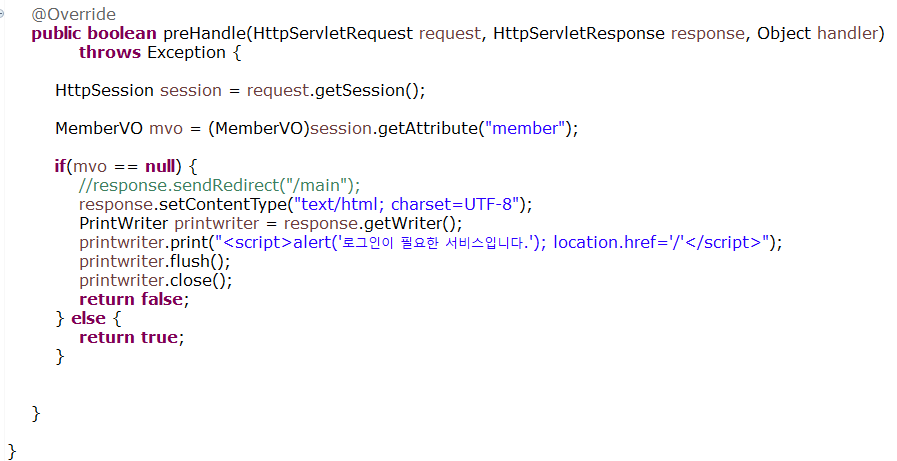 @Override
public boolean preHandle(HttpServletRequest request, HttpServletResponse response, Object handler)
throws Exception {
HttpSession session = request.getSession();
MemberVO mvo = (MemberVO)session.getAttribute("member");
if(mvo == null) {
//response.sendRedirect("/main");
response.setContentType("text/html; charset=UTF-8");
PrintWriter printwriter = response.getWriter();
printwriter.print("<script>alert('로그인이 필요한 서비스입니다.'); location.href='/'</script>");
printwriter.flush();
printwriter.close();
return false;
} else {
return true;
}
}
}